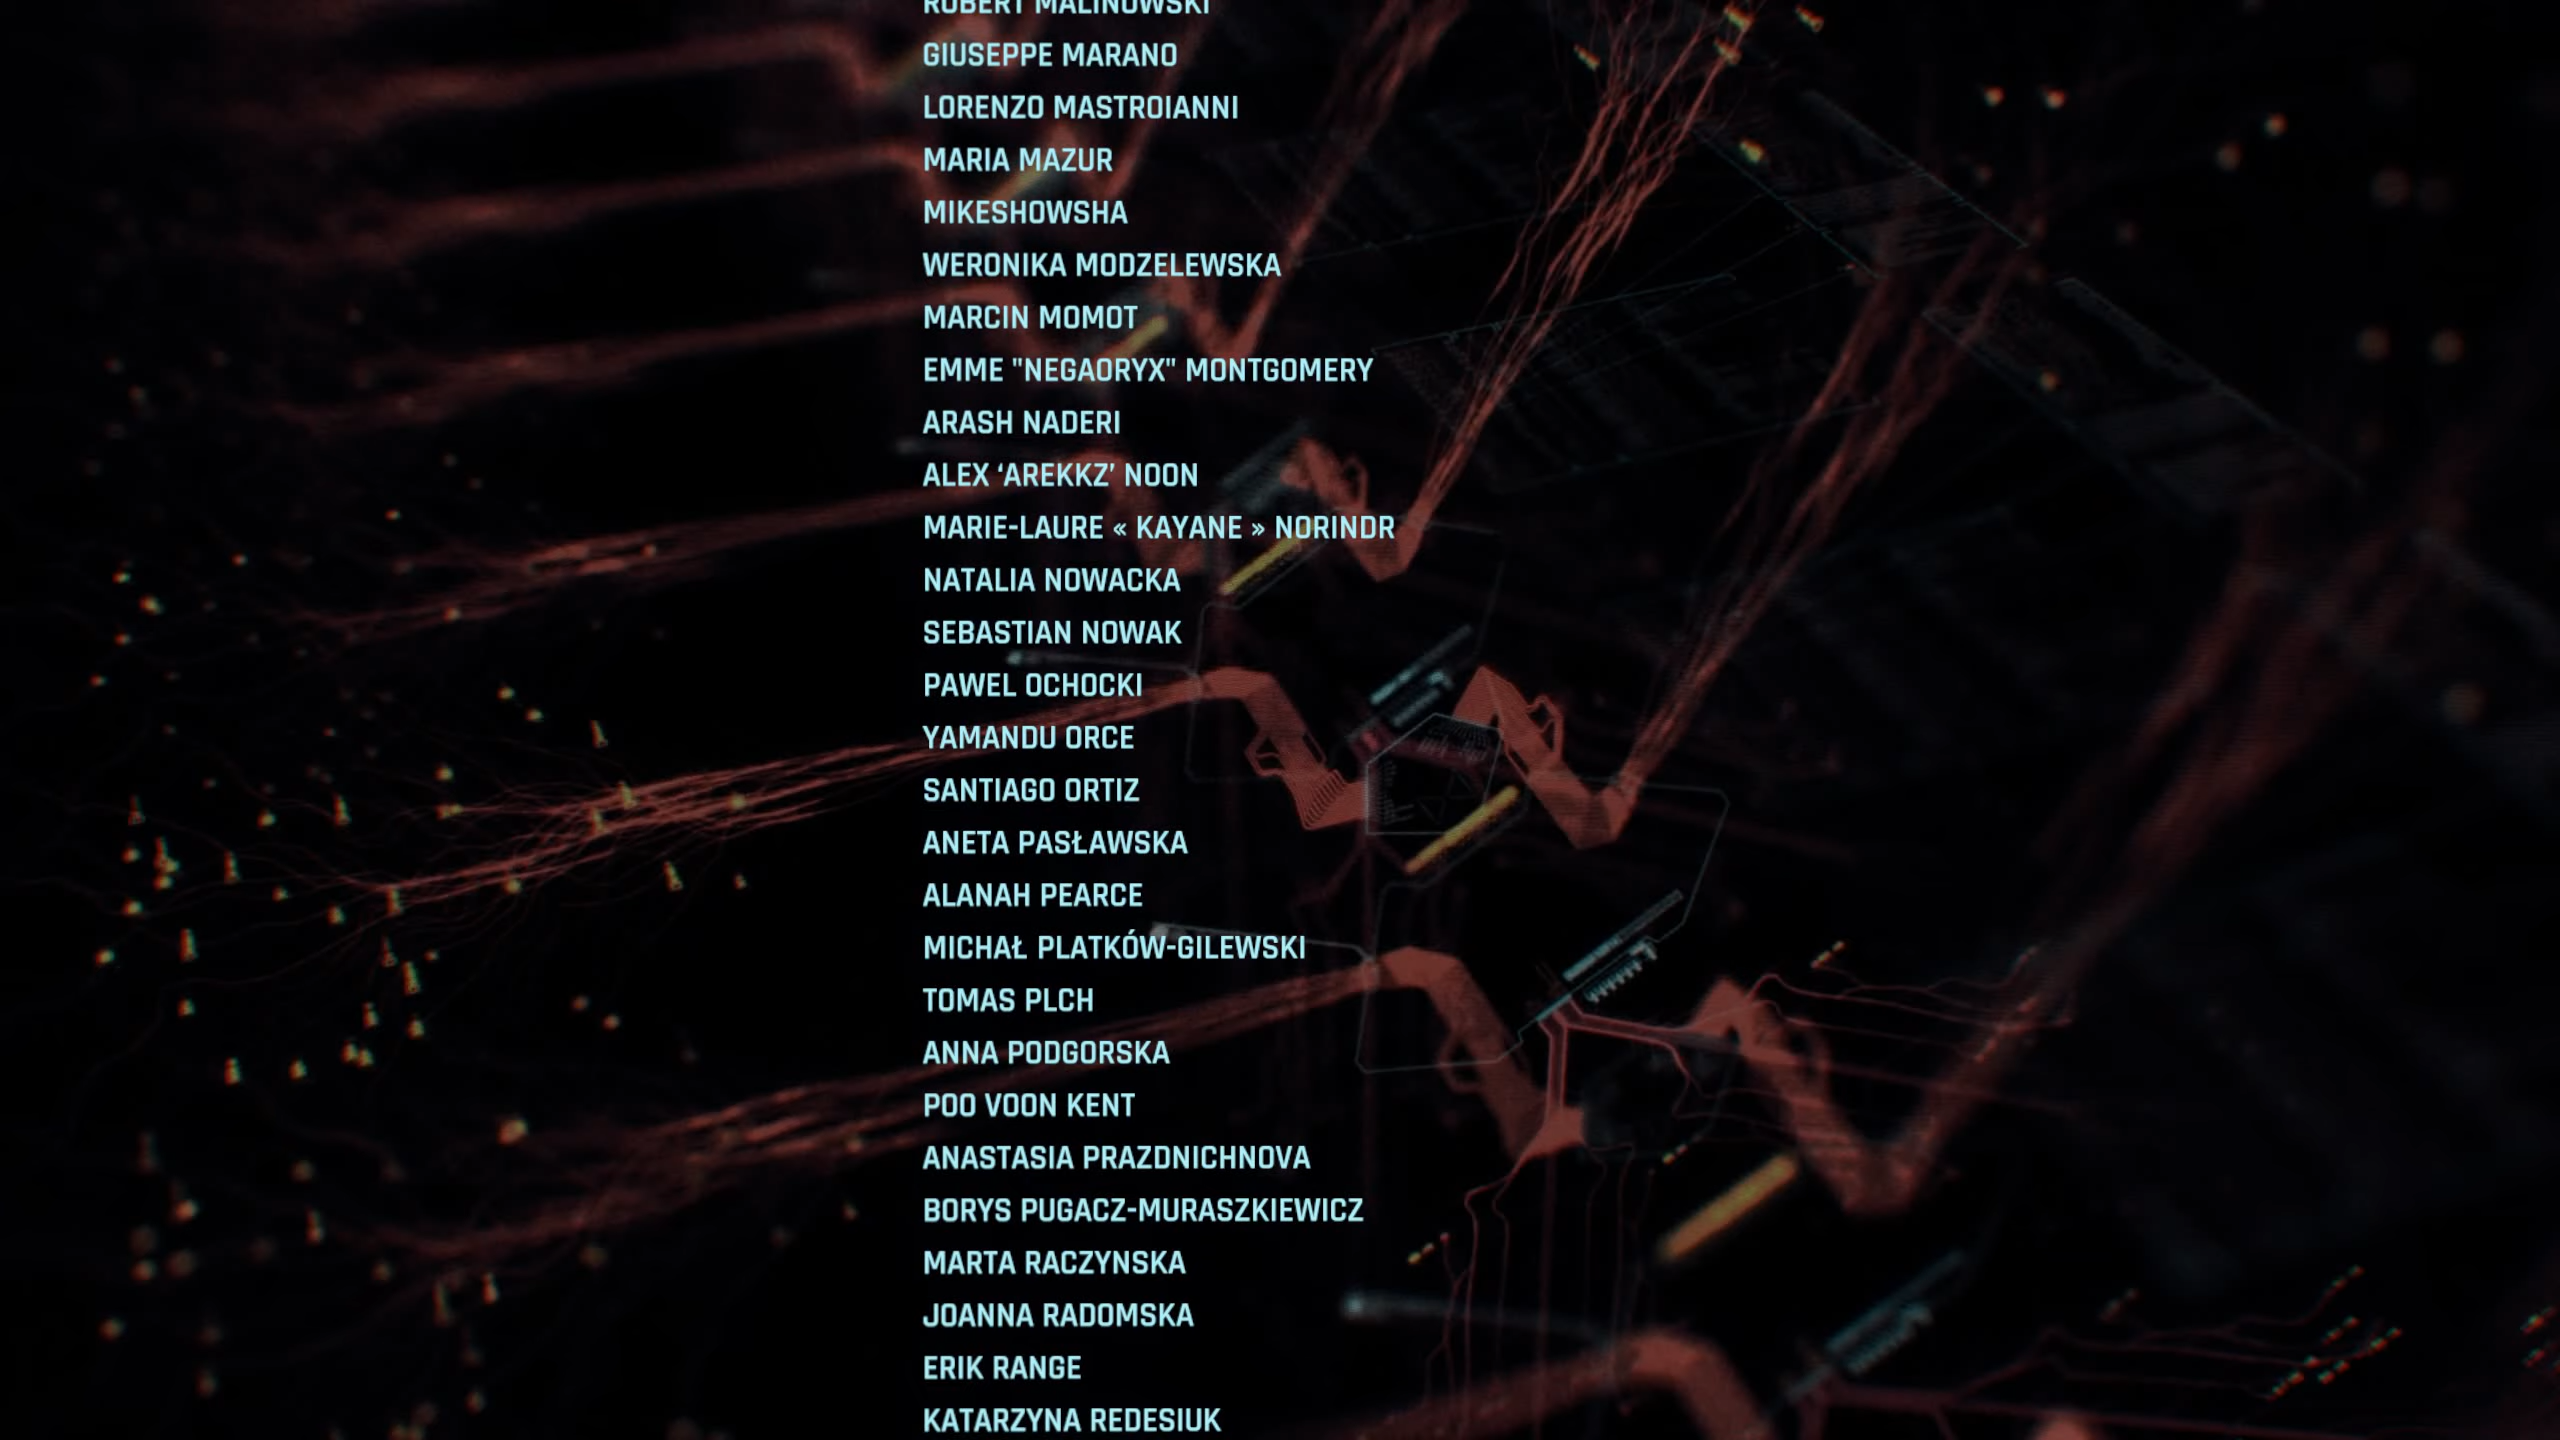 ROBERT MALINOWSKI
GIUSEPPE MARANO
LORENZO MASTROIANNI
MARIA MAZUR
MIKESHOWSHA
WERONIKA MODZELEWSKA
MARCIN MOMOT
EMME "NEGAORYX" MONTGOMERY
ARASH NADERI
ALEX ‘AREKKZ’ NOON
MARIE-LAURE « KAYANE » NORINDR
NATALIA NOWACKA
SEBASTIAN NOWAK
PAWEL OCHOCKI
YAMANDU ORCE
SANTIAGO ORTIZ
ANETA PASŁAWSKA
ALANAH PEARCE
MICHAŁ PLATKÓW-GILEWSKI
TOMAS PLCH
ANNA PODGORSKA
POO VOON KENT
ANASTASIA PRAZDNICHNOVA
BORYS PUGACZ-MURASZKIEWICZ
MARTA RACZYNSKA
JOANNA RADOMSKA
ERIK RANGE
KATARZYNA REDESIUK